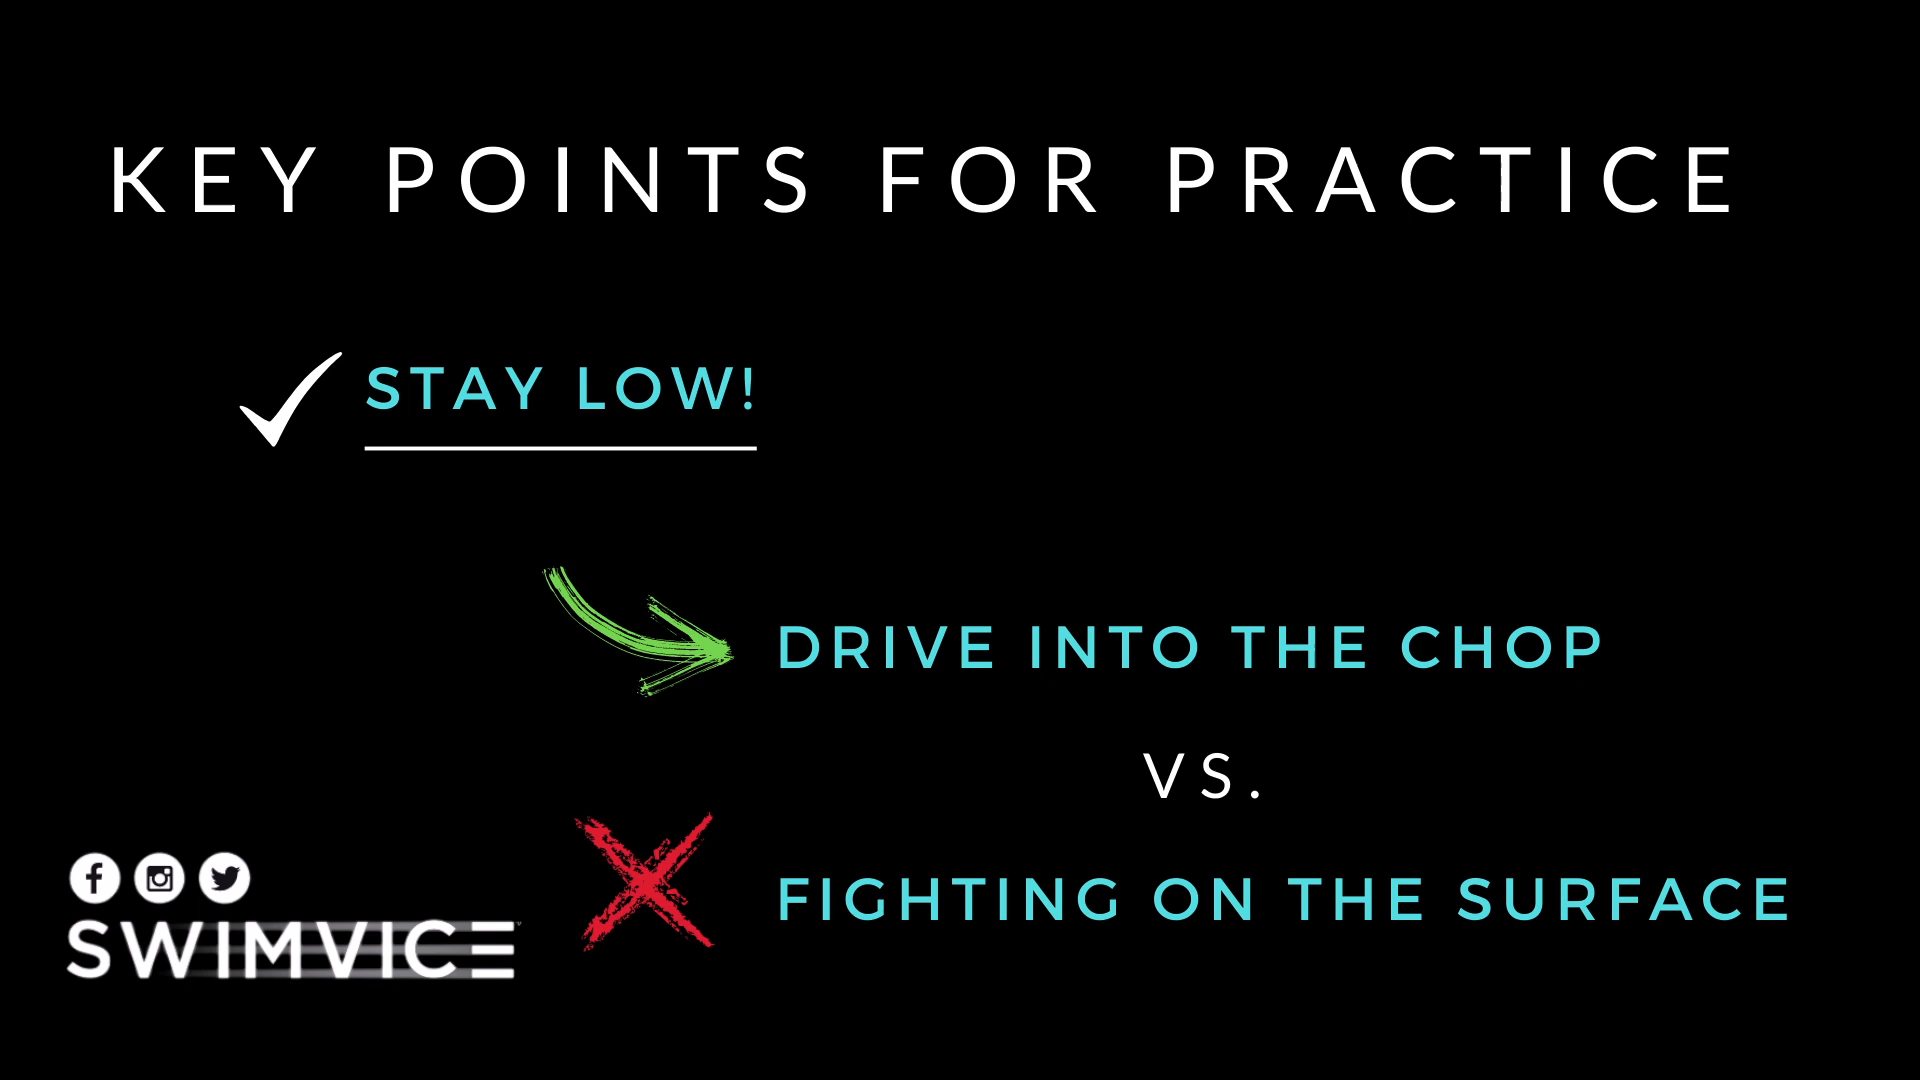 KEY POINTS FOR PRACTICE
STAY LOW!
DRIVE INTO THE CHOP
VS.
FIGHTING ON THE SURFACE
SWIMVICE